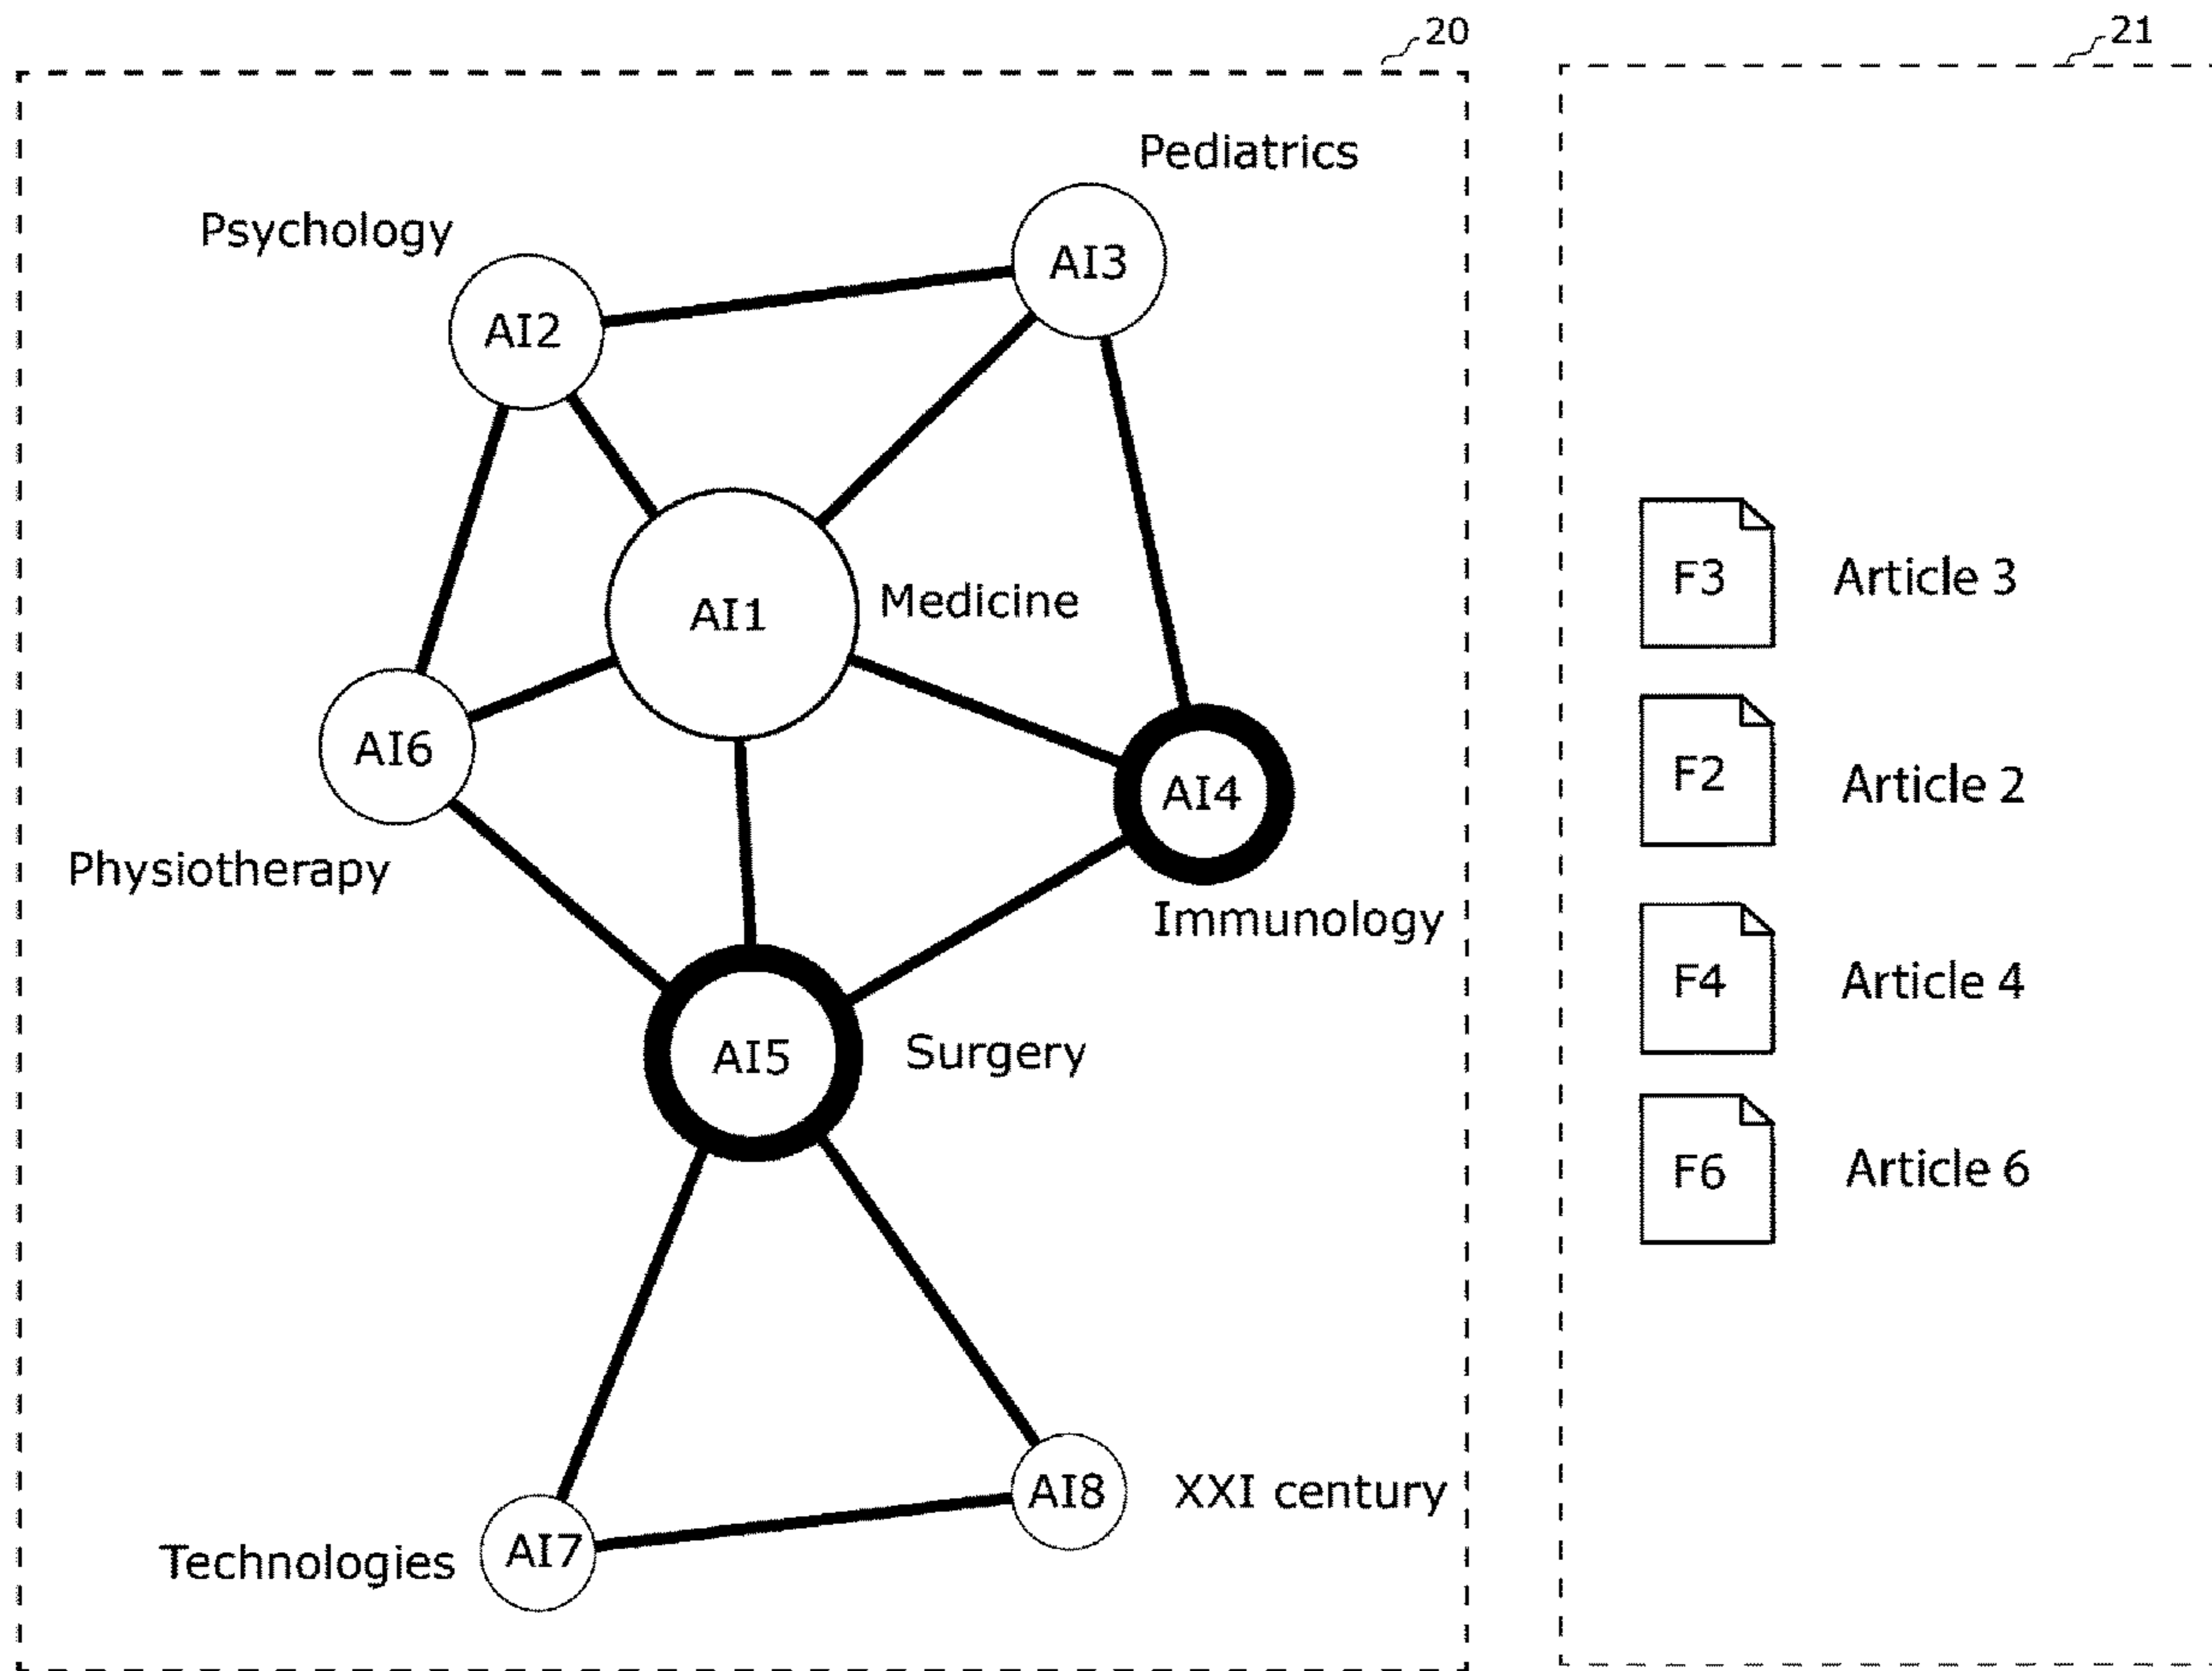 20
21
Pediatrics
Psychology
AI3
AI2
AI1
Medicine
AI6
AI4
Physiotherapy
Immunology
AI5
Surgery
AI8
XXI century
AI7
Technologies
F3
Article 3
F2
Article 2
F4
Article 4
F6
Article 6